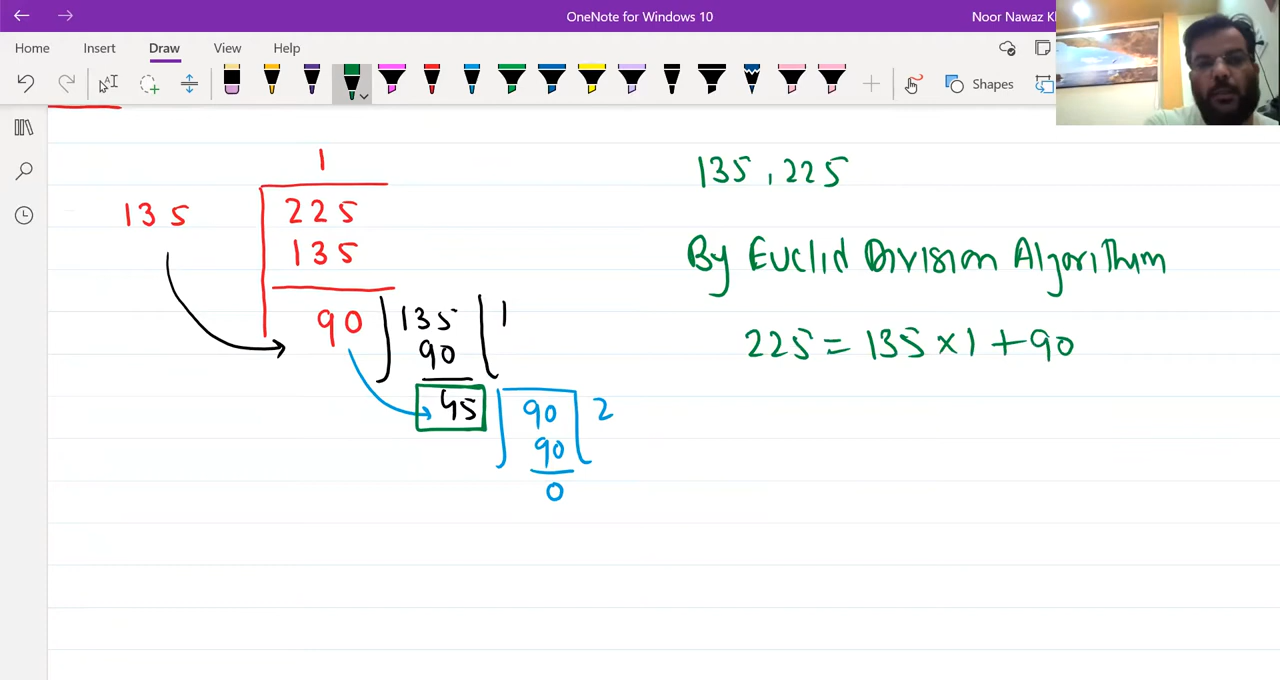 OneNote for Windows 10
Noor Nawaz Kh
Home Insert Draw View Help
Shapes
1
135 225
135
90 135 1
90
45 90 2
90
0
135, 225
By Euclid Division Algorithm
225 = 135 × 1 + 90